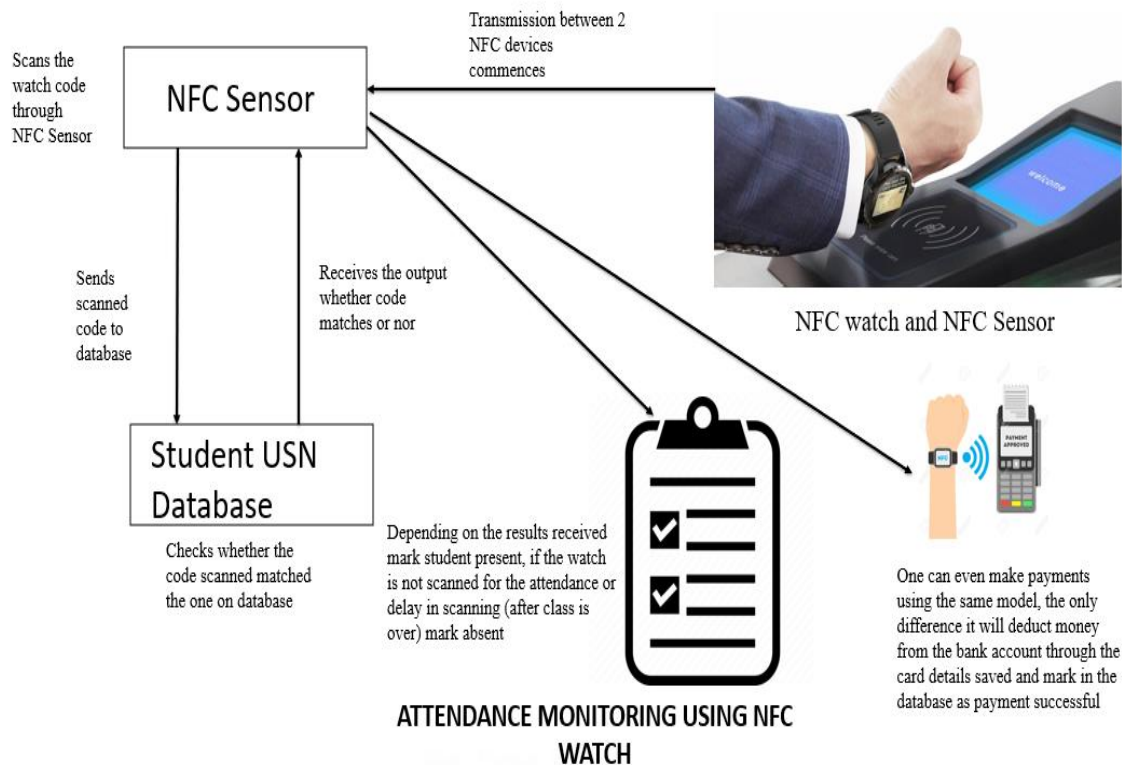 Transmission between 2
NFC devices
commences
Scans the
watch code
through
NFC Sensor
NFC Sensor
welcome
Sends
scanned
code to
database
Receives the output
whether code
matches or nor
NFC watch and NFC Sensor
Student USN
Database
Checks whether the
code scanned matched
the one on database
Depending on the results received
mark student present, if the watch
is not scanned for the attendance or
delay in scanning (after class is
over) mark absent
NFC
PAYMENT
APPROVED
One can even make payments
using the same model, the only
difference it will deduct money
from the bank account through the
card details saved and mark in the
database as payment successful
ATTENDANCE MONITORING USING NFC
WATCH